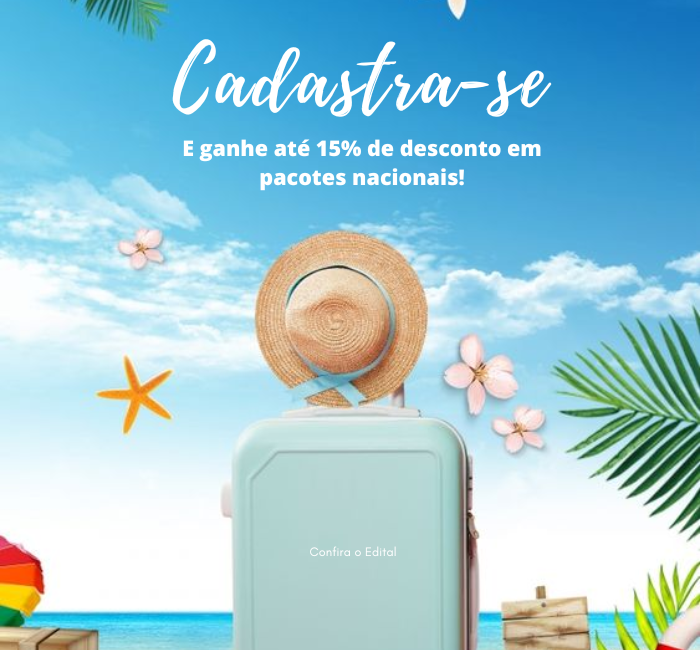 Cadastra-se
E ganhe até 15% de desconto em
pacotes nacionais!
Confira o Edital